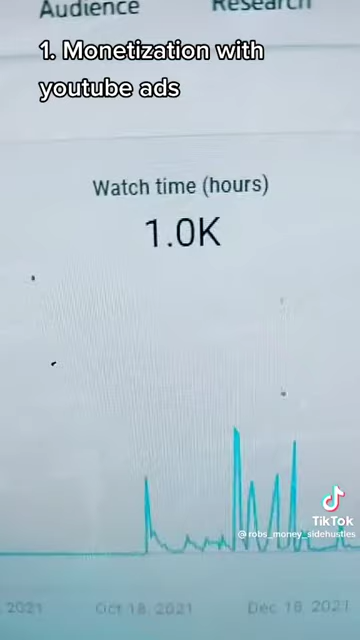 Audience Research
1. Monetization with
youtube ads
Watch time (hours)
1.0K
TikTok
@robs_money_sidehustles
2021 Oct 18, 2021 Dec 18, 2021